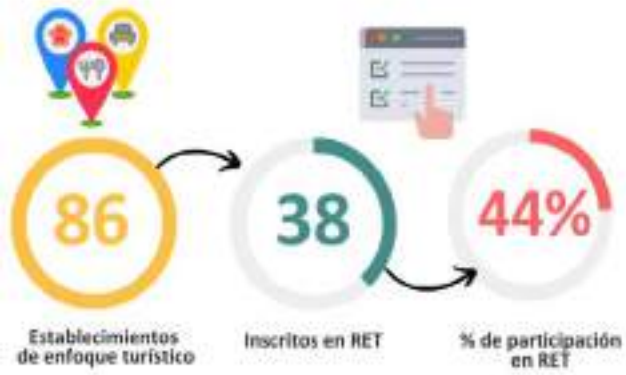 86
38
44%
Establecimientos
de enfoque turístico
Inscritos en RET
% de participación
en RET